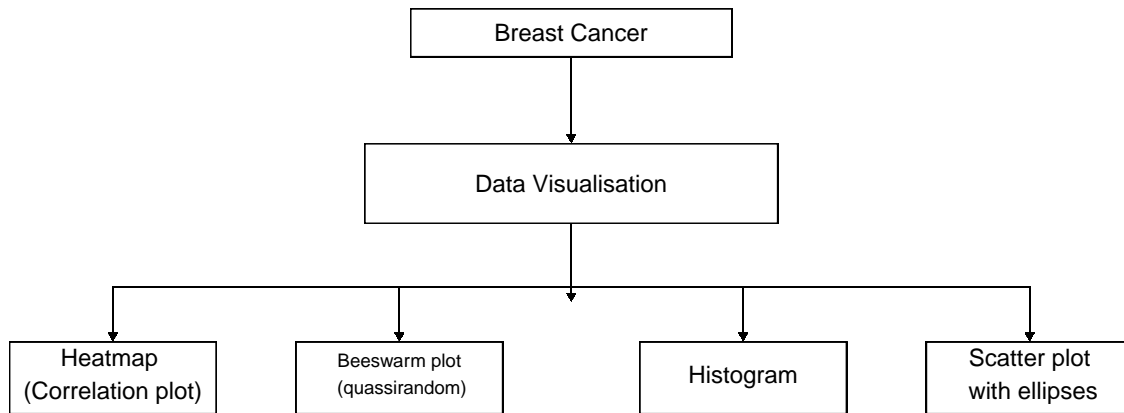 Breast Cancer
Data Visualisation
Heatmap
(Correlation plot)
Beeswarm plot
(quassirandom)
Histogram
Scatter plot
with ellipses